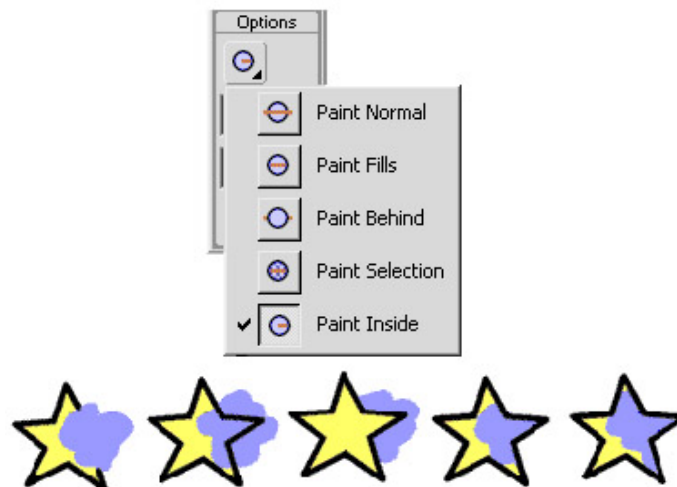 Options
Paint Normal
Paint Fills
Paint Behind
Paint Selection
Paint Inside